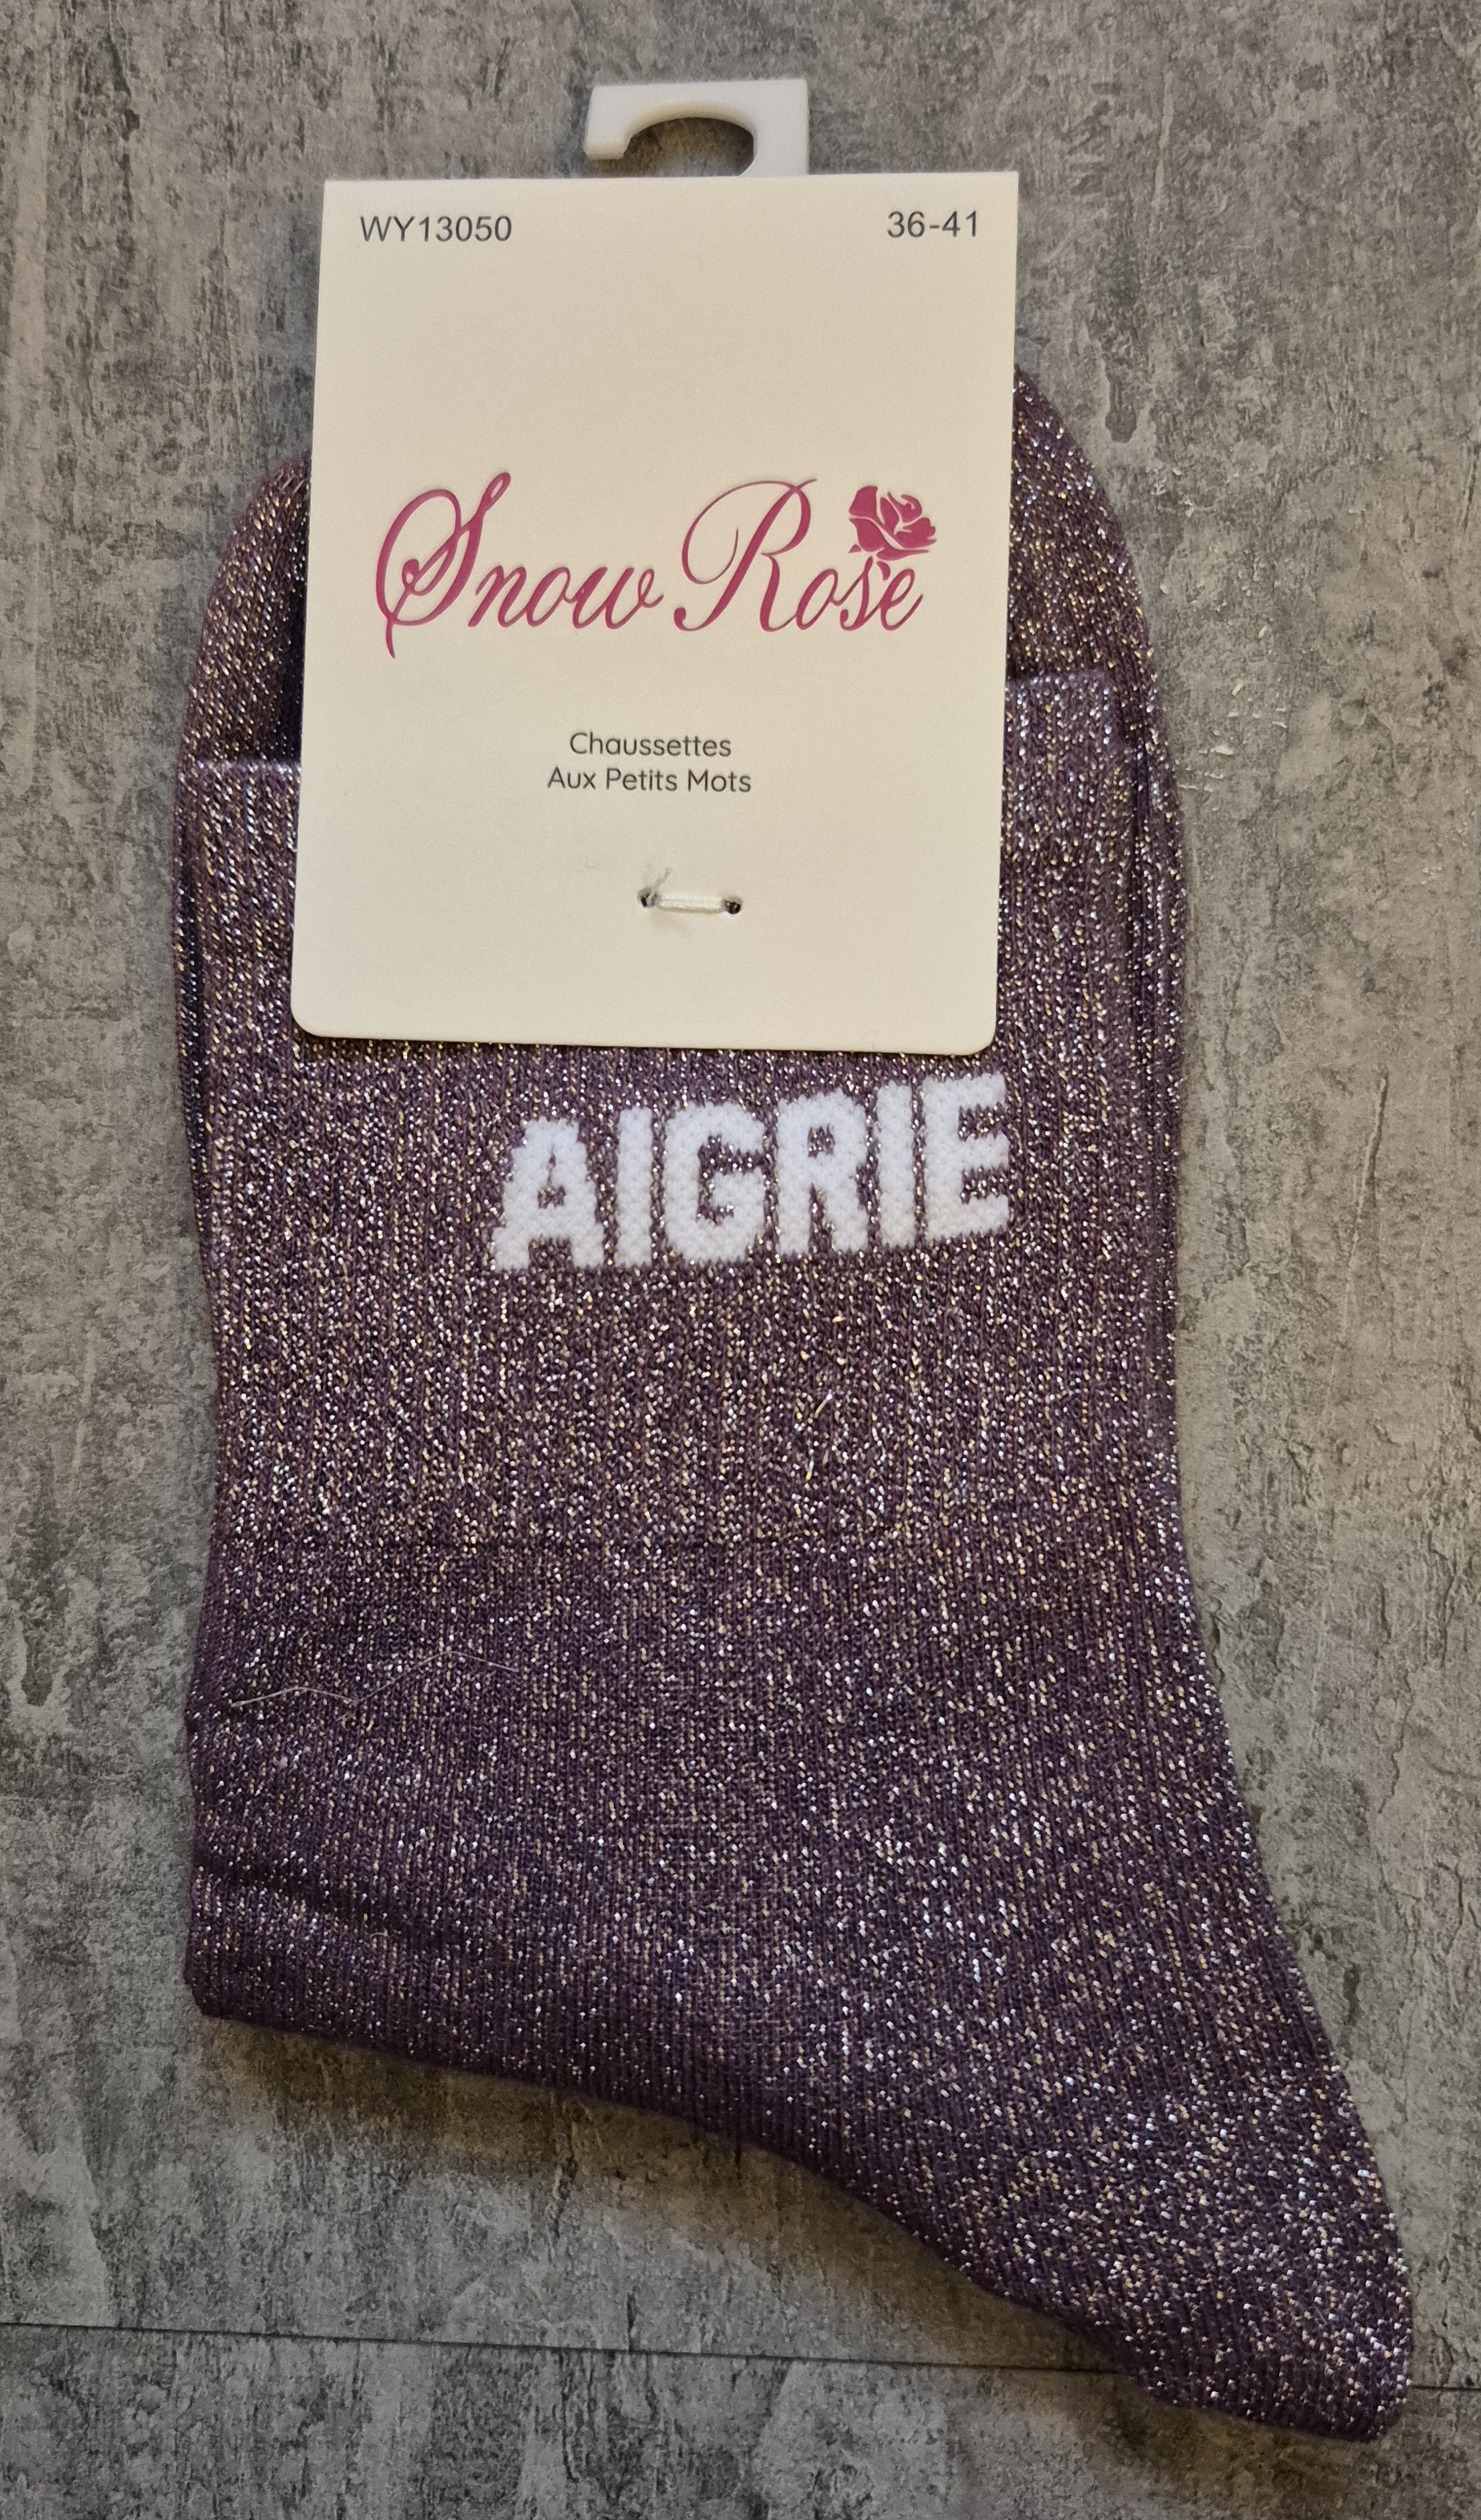 WY13050 36-41
Snow Rose
Chaussettes
Aux Petits Mots
AIGRIE